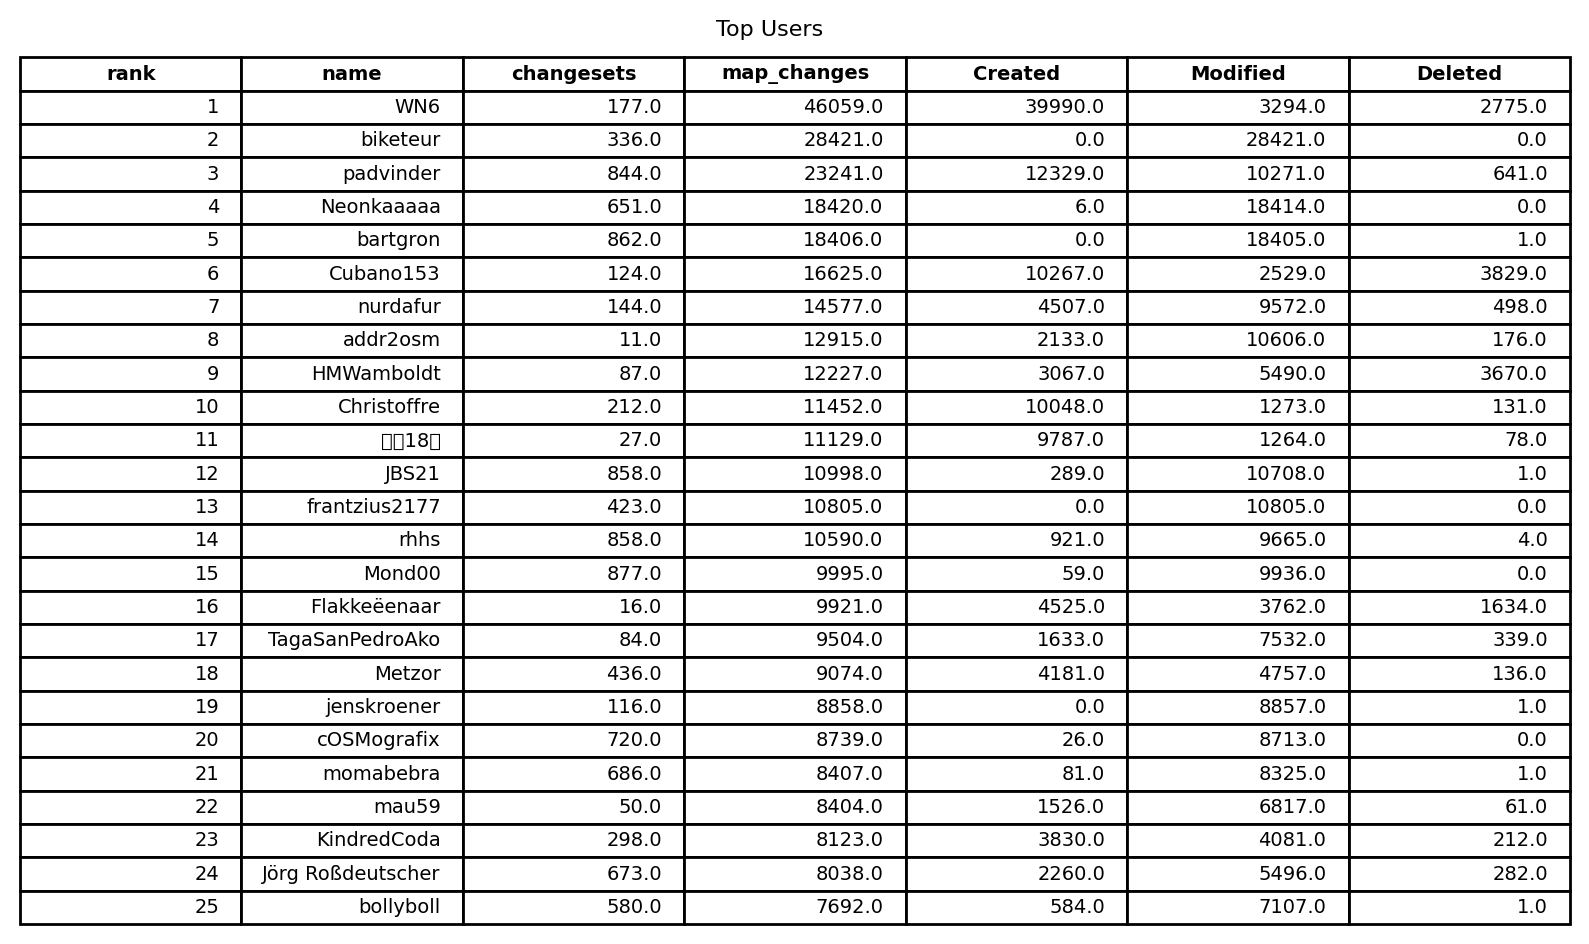 Top Users
rank name changesets map_changes Created Modified Deleted
1 WN6 177.0 46059.0 39990.0 3294.0 2775.0
2 biketeur 336.0 28421.0 0.0 28421.0 0.0
3 padvinder 844.0 23241.0 12329.0 10271.0 641.0
4 Neonkaaaaa 651.0 18420.0 6.0 18414.0 0.0
5 bartgron 862.0 18406.0 0.0 18405.0 1.0
6 Cubano153 124.0 16625.0 10267.0 2529.0 3829.0
7 nurdafur 144.0 14577.0 4507.0 9572.0 498.0
8 addr2osm 11.0 12915.0 2133.0 10606.0 176.0
9 HMWamboldt 87.0 12227.0 3067.0 5490.0 3670.0
10 Christoffre 212.0 11452.0 10048.0 1273.0 131.0
11 18 27.0 11129.0 9787.0 1264.0 78.0
12 JBS21 858.0 10998.0 289.0 10708.0 1.0
13 frantzius2177 423.0 10805.0 0.0 10805.0 0.0
14 rhhs 858.0 10590.0 921.0 9665.0 4.0
15 Mond00 877.0 9995.0 59.0 9936.0 0.0
16 Flakkeëenaar 16.0 9921.0 4525.0 3762.0 1634.0
17 TagaSanPedroAko 84.0 9504.0 1633.0 7532.0 339.0
18 Metzor 436.0 9074.0 4181.0 4757.0 136.0
19 jenskroener 116.0 8858.0 0.0 8857.0 1.0
20 cOSMografix 720.0 8739.0 26.0 8713.0 0.0
21 momabebra 686.0 8407.0 81.0 8325.0 1.0
22 mau59 50.0 8404.0 1526.0 6817.0 61.0
23 KindredCoda 298.0 8123.0 3830.0 4081.0 212.0
24 Jörg Roßdeutscher 673.0 8038.0 2260.0 5496.0 282.0
25 bollyboll 580.0 7692.0 584.0 7107.0 1.0